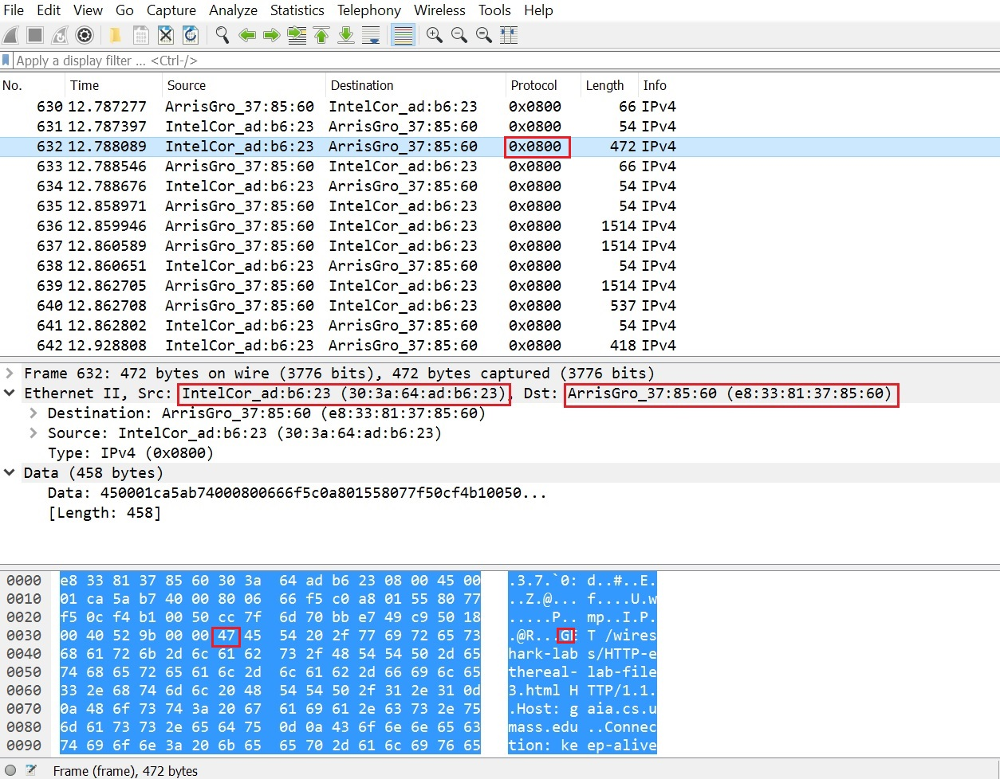 File Edit View Go Capture Analyze Statistics Telephony Wireless Tools Help
Apply a display filter ... <Ctrl-/>
No. Time Source Destination Protocol Length Info
630 12.787277 ArrisGro_37:85:60 IntelCor_ad:b6:23 0x0800 66 IPv4
631 12.787397 IntelCor_ad:b6:23 ArrisGro_37:85:60 0x0800 54 IPv4
632 12.788089 IntelCor_ad:b6:23 ArrisGro_37:85:60 0x0800 472 IPv4
633 12.788546 ArrisGro_37:85:60 IntelCor_ad:b6:23 0x0800 66 IPv4
634 12.788676 IntelCor_ad:b6:23 ArrisGro_37:85:60 0x0800 54 IPv4
635 12.858971 ArrisGro_37:85:60 IntelCor_ad:b6:23 0x0800 54 IPv4
636 12.859946 ArrisGro_37:85:60 IntelCor_ad:b6:23 0x0800 1514 IPv4
637 12.860589 ArrisGro_37:85:60 IntelCor_ad:b6:23 0x0800 1514 IPv4
638 12.860651 IntelCor_ad:b6:23 ArrisGro_37:85:60 0x0800 54 IPv4
639 12.862705 ArrisGro_37:85:60 IntelCor_ad:b6:23 0x0800 1514 IPv4
640 12.862708 ArrisGro_37:85:60 IntelCor_ad:b6:23 0x0800 537 IPv4
641 12.862802 IntelCor_ad:b6:23 ArrisGro_37:85:60 0x0800 54 IPv4
642 12.928808 IntelCor_ad:b6:23 ArrisGro_37:85:60 0x0800 418 IPv4
Frame 632: 472 bytes on wire (3776 bits), 472 bytes captured (3776 bits)
Ethernet II, Src: IntelCor_ad:b6:23 (30:3a:64:ad:b6:23), Dst: ArrisGro_37:85:60 (e8:33:81:37:85:60)
Destination: ArrisGro_37:85:60 (e8:33:81:37:85:60)
Source: IntelCor_ad:b6:23 (30:3a:64:ad:b6:23)
Type: IPv4 (0x0800)
Data (458 bytes)
Data: 450001ca5ab74000800666f5c0a801558077f50cf4b10050...
[Length: 458]
0000 e8 33 81 37 85 60 30 3a 64 ad b6 23 08 00 45 00 .3.7.`0: d..#..E.
0010 01 ca 5a b7 40 00 80 06 66 f5 c0 a8 01 55 80 77 ..Z.@... f....U.w
0020 f5 0c f4 b1 00 50 cc 7f 6d 70 bb e7 49 c9 50 18 .....P.. mp..I.P.
0030 00 40 52 9b 00 00 47 45 54 20 2f 77 69 72 65 73 .@R...GE T /wires
0040 68 61 72 6b 2d 6c 61 62 73 2f 48 54 54 50 2d 65 hark-lab s/HTTP-e
0050 74 68 65 72 65 61 6c 2d 6c 61 62 2d 66 69 6c 65 thereal- lab-file
0060 33 2e 68 74 6d 6c 20 48 54 54 50 2f 31 2e 31 0d 3.html H TTP/1.1.
0070 0a 48 6f 73 74 3a 20 67 61 69 61 2e 63 73 2e 75 .Host: g aia.cs.u
0080 6d 61 73 73 2e 65 64 75 0d 0a 43 6f 6e 6e 65 63 mass.edu ..Connec
0090 74 69 6f 6e 3a 20 6b 65 65 70 2d 61 6c 69 76 65 tion: ke ep-alive
Frame (frame), 472 bytes